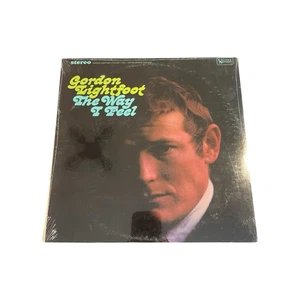 stereo
Gordon
Lightfoot
The Way
I Feel